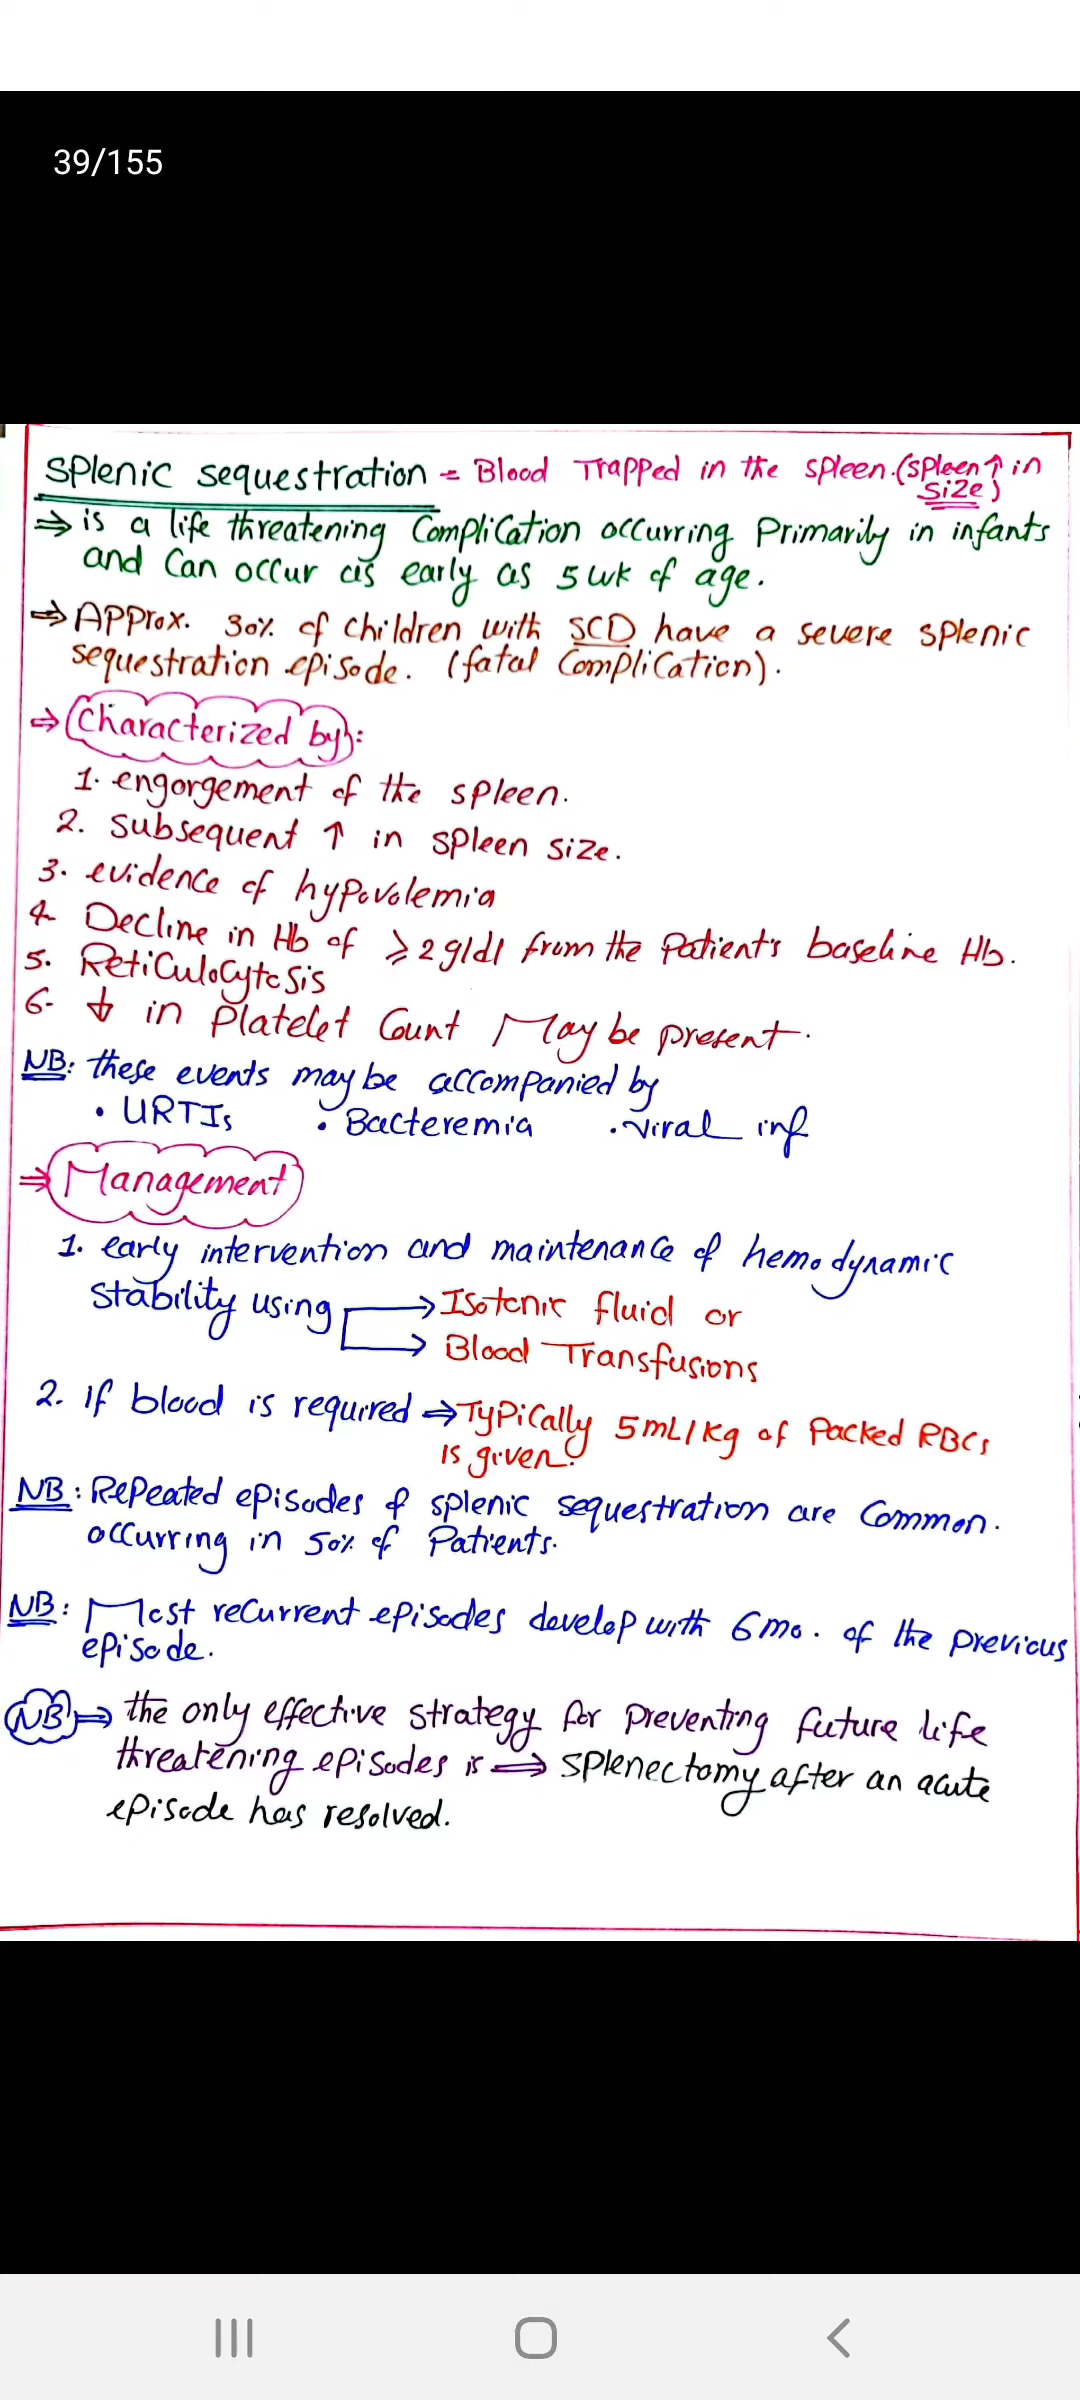 39/155
Splenic sequestration = Blood Trapped in the spleen. (spleen ↑ in
size)
⇒ is a life threatening Complication occurring Primarily in infants
and Can occur as early as 5 wk of age.
⇒ Approx. 30% of children with SCD have a severe splenic
sequestration episode. (fatal Complication).
⇒ Characterized by:
1. engorgement of the spleen.
2. subsequent ↑ in spleen size.
3. evidence of hypovolemia
4- Decline in Hb of ⩾ 2 g/dl from the Patient's baseline Hb.
5. Reticulocytosis
6- ↓ in Platelet Count May be present.
NB: these events may be accompanied by
• URTIs • Bacteremia • Viral inf
⇒ Management
1. early intervention and maintenance of hemodynamic
stability using → Isotonic fluid or
→ Blood Transfusions
2. if blood is required ⇒ Typically 5 mL/kg of Packed RBCs
is given.
NB: Repeated episodes of splenic sequestration are Common.
occurring in 50% of Patients.
NB: Most recurrent episodes develop with 6 mo. of the previous
episode.
NB ⇒ the only effective strategy for preventing future life
threatening episodes is ⇒ splenectomy after an acute
episode has resolved.